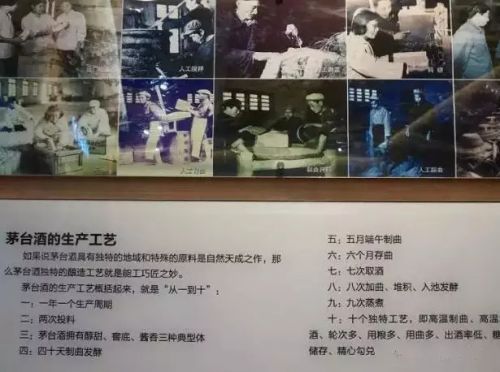 人工搅拌
人工
茅台酒的生产工艺
如果说茅台酒具有独特的地域和特殊的原料是自然天成之作，那
么茅台酒独特的酿造工艺就是能工巧匠之妙。
茅台酒的生产工艺概括起来，就是“从一到十”：
一：一年一个生产周期
二：两次投料
三：茅台酒拥有醇甜、窖底、酱香三种典型体
四：四十天制曲发酵
五：五月端午制曲
六：六个月存曲
七：七次取酒
八：八次加曲、堆积、入池发酵
九：九次蒸煮
十：十个独特工艺，即高温制曲、高温
酒、轮次多、用粮多、用曲多、出酒率低、糖
储存、精心勾兑